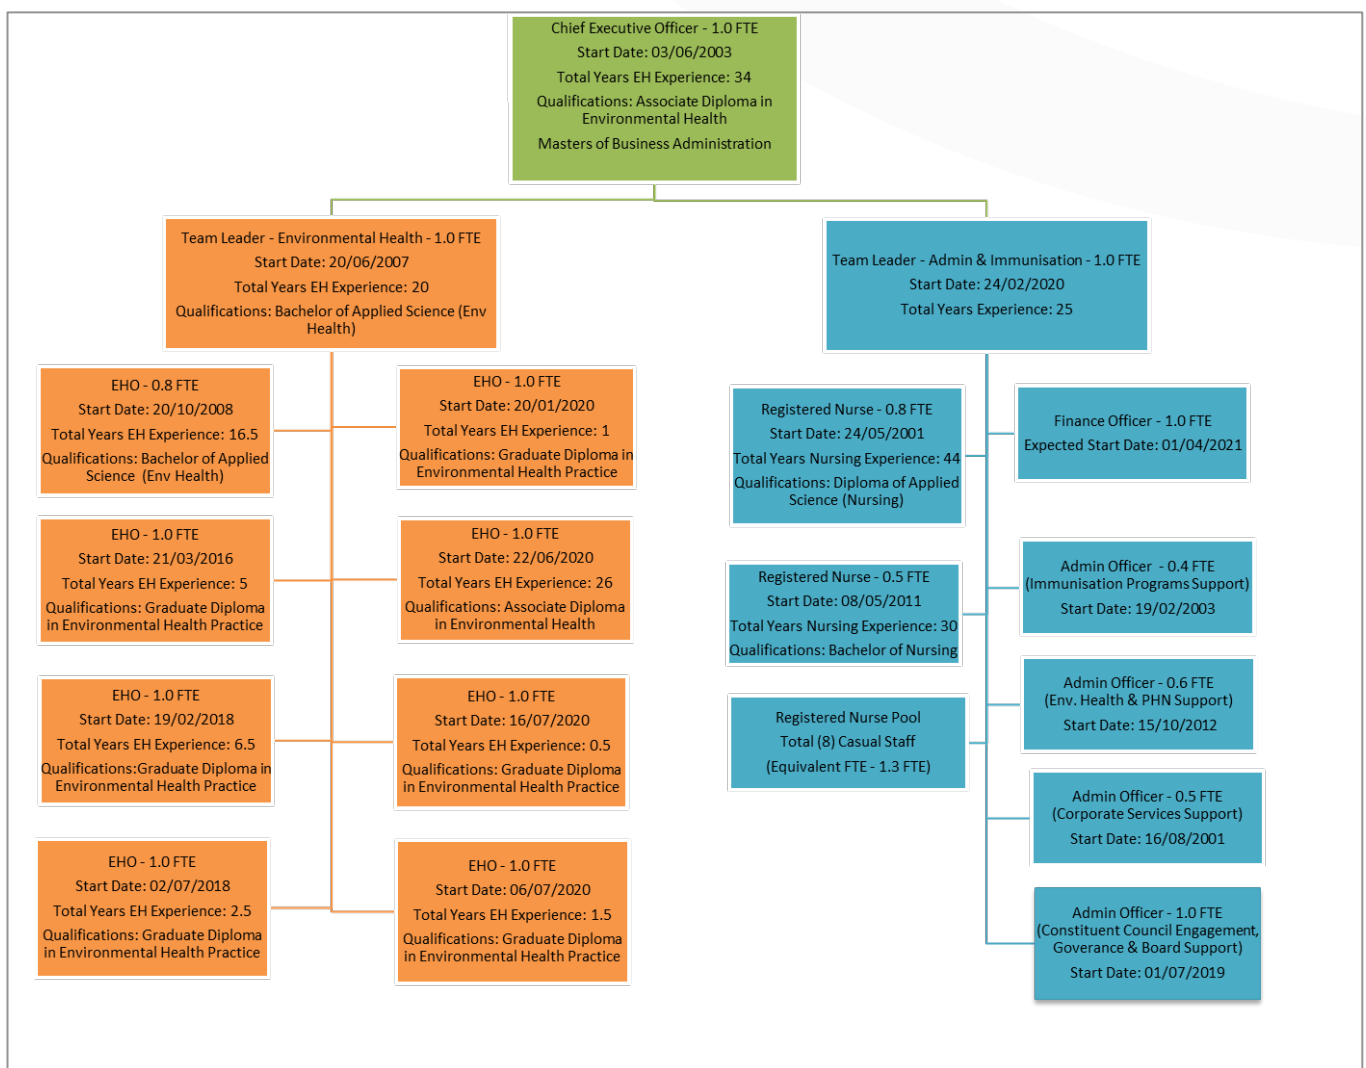 Chief Executive Officer - 1.0 FTE
Start Date: 03/06/2003
Total Years EH Experience: 34
Qualifications: Associate Diploma in
Environmental Health
Masters of Business Administration
Team Leader - Environmental Health - 1.0 FTE
Start Date: 20/06/2007
Total Years EH Experience: 20
Qualifications: Bachelor of Applied Science (Env
Health)
Team Leader - Admin & Immunisation - 1.0 FTE
Start Date: 24/02/2020
Total Years Experience: 25
EHO - 0.8 FTE
Start Date: 20/10/2008
Total Years EH Experience: 16.5
Qualifications: Bachelor of Applied
Science (Env Health)
EHO - 1.0 FTE
Start Date: 20/01/2020
Total Years EH Experience: 1
Qualifications: Graduate Diploma in
Environmental Health Practice
EHO - 1.0 FTE
Start Date: 21/03/2016
Total Years EH Experience: 5
Qualifications: Graduate Diploma
in Environmental Health Practice
EHO - 1.0 FTE
Start Date: 22/06/2020
Total Years EH Experience: 26
Qualifications: Associate Diploma
in Environmental Health
EHO - 1.0 FTE
Start Date: 19/02/2018
Total Years EH Experience: 6.5
Qualifications:Graduate Diploma in
Environmental Health Practice
EHO - 1.0 FTE
Start Date: 16/07/2020
Total Years EH Experience: 0.5
Qualifications: Graduate Diploma
in Environmental Health Practice
EHO - 1.0 FTE
Start Date: 02/07/2018
Total Years EH Experience: 2.5
Qualifications: Graduate Diploma
in Environmental Health Practice
EHO - 1.0 FTE
Start Date: 06/07/2020
Total Years EH Experience: 1.5
Qualifications: Graduate Diploma
in Environmental Health Practice
Registered Nurse - 0.8 FTE
Start Date: 24/05/2001
Total Years Nursing Experience: 44
Qualifications: Diploma of Applied
Science (Nursing)
Finance Officer - 1.0 FTE
Expected Start Date: 01/04/2021
Registered Nurse - 0.5 FTE
Start Date: 08/05/2011
Total Years Nursing Experience: 30
Qualifications: Bachelor of Nursing
Admin Officer - 0.4 FTE
(Immunisation Programs Support)
Start Date: 19/02/2003
Registered Nurse Pool
Total (8) Casual Staff
(Equivalent FTE - 1.3 FTE)
Admin Officer - 0.6 FTE
(Env. Health & PHN Support)
Start Date: 15/10/2012
Admin Officer - 0.5 FTE
(Corporate Services Support)
Start Date: 16/08/2001
Admin Officer - 1.0 FTE
(Constituent Council Engagement,
Goverance & Board Support)
Start Date: 01/07/2019